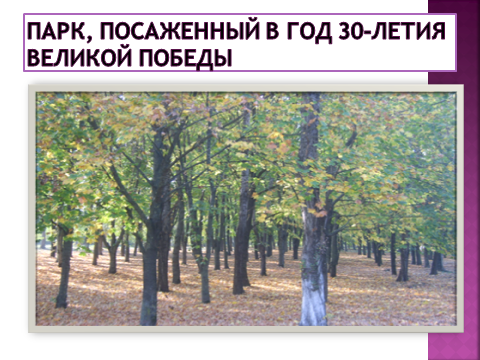 ПАРК, ПОСАЖЕННЫЙ В ГОД 30-ЛЕТИЯ
ВЕЛИКОЙ ПОБЕДЫ